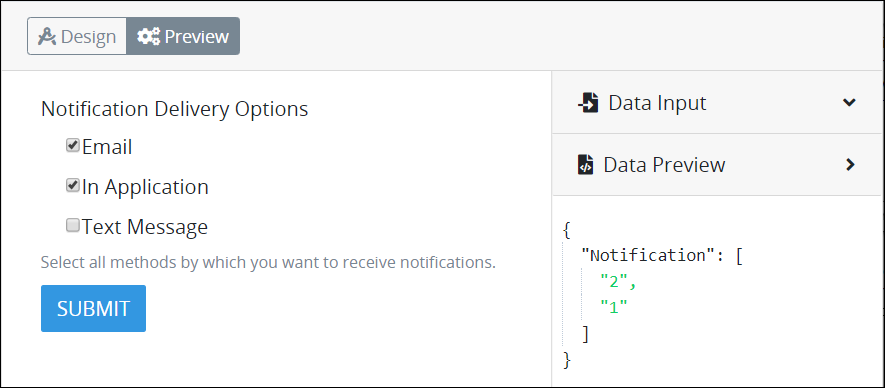 Design Preview
Notification Delivery Options
Email
In Application
Text Message
Select all methods by which you want to receive notifications.
SUBMIT
Data Input
Data Preview
{
"Notification": [
"2",
"1"
]
}